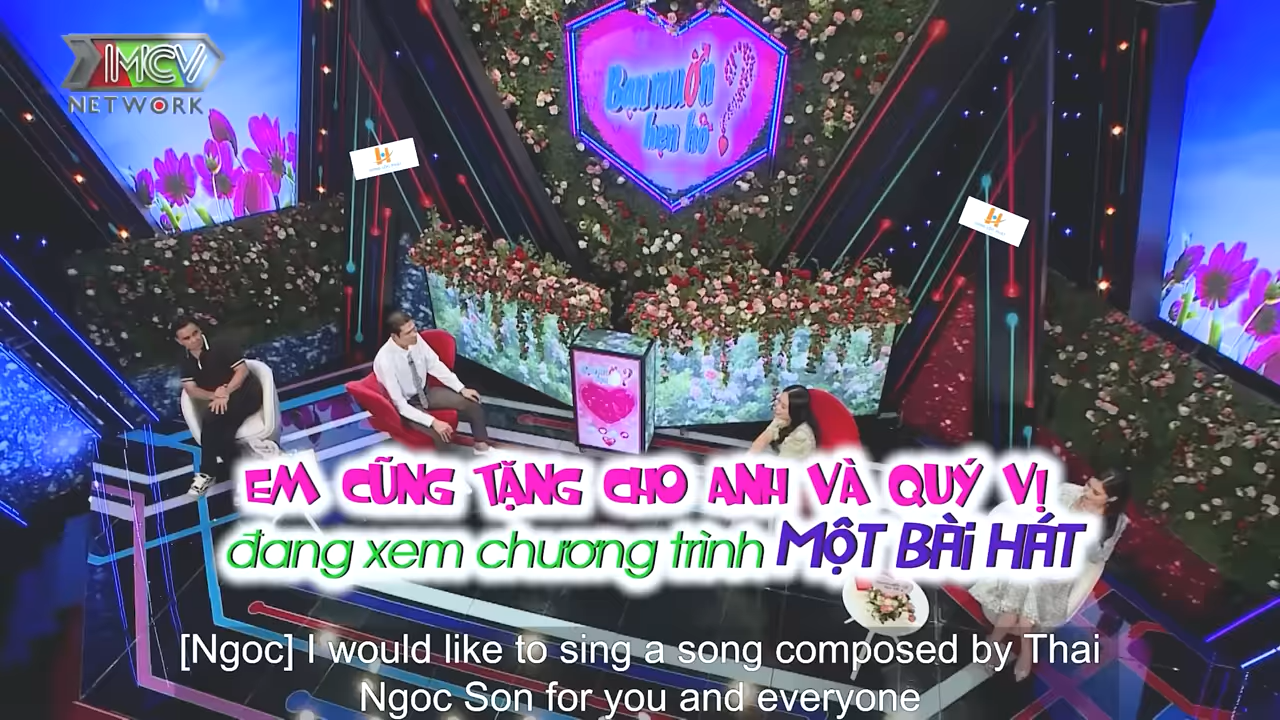 MCV
NETWORK
Bạn muốn
hẹn hò
EM CŨNG TẶNG CHO ANH VÀ QUÝ VỊ
đang xem chương trình MỘT BÀI HÁT
[Ngoc] I would like to sing a song composed by Thai
Ngoc Son for you and everyone